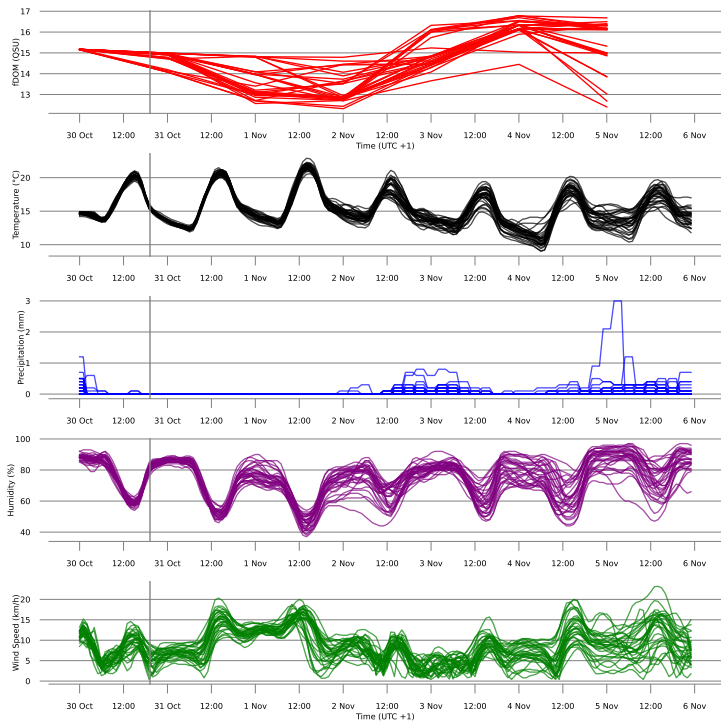 17
16
15
14
13
fDOM (QSU)
30 Oct 12:00 31 Oct 12:00 1 Nov 12:00 2 Nov 12:00 3 Nov 12:00 4 Nov 12:00 5 Nov 12:00 6 Nov
Time (UTC +1)
20
15
10
Temperature (°C)
30 Oct 12:00 31 Oct 12:00 1 Nov 12:00 2 Nov 12:00 3 Nov 12:00 4 Nov 12:00 5 Nov 12:00 6 Nov
3
2
1
0
Precipitation (mm)
30 Oct 12:00 31 Oct 12:00 1 Nov 12:00 2 Nov 12:00 3 Nov 12:00 4 Nov 12:00 5 Nov 12:00 6 Nov
100
80
60
40
Humidity (%)
30 Oct 12:00 31 Oct 12:00 1 Nov 12:00 2 Nov 12:00 3 Nov 12:00 4 Nov 12:00 5 Nov 12:00 6 Nov
20
15
10
5
0
Wind Speed (km/h)
30 Oct 12:00 31 Oct 12:00 1 Nov 12:00 2 Nov 12:00 3 Nov 12:00 4 Nov 12:00 5 Nov 12:00 6 Nov
Time (UTC +1)